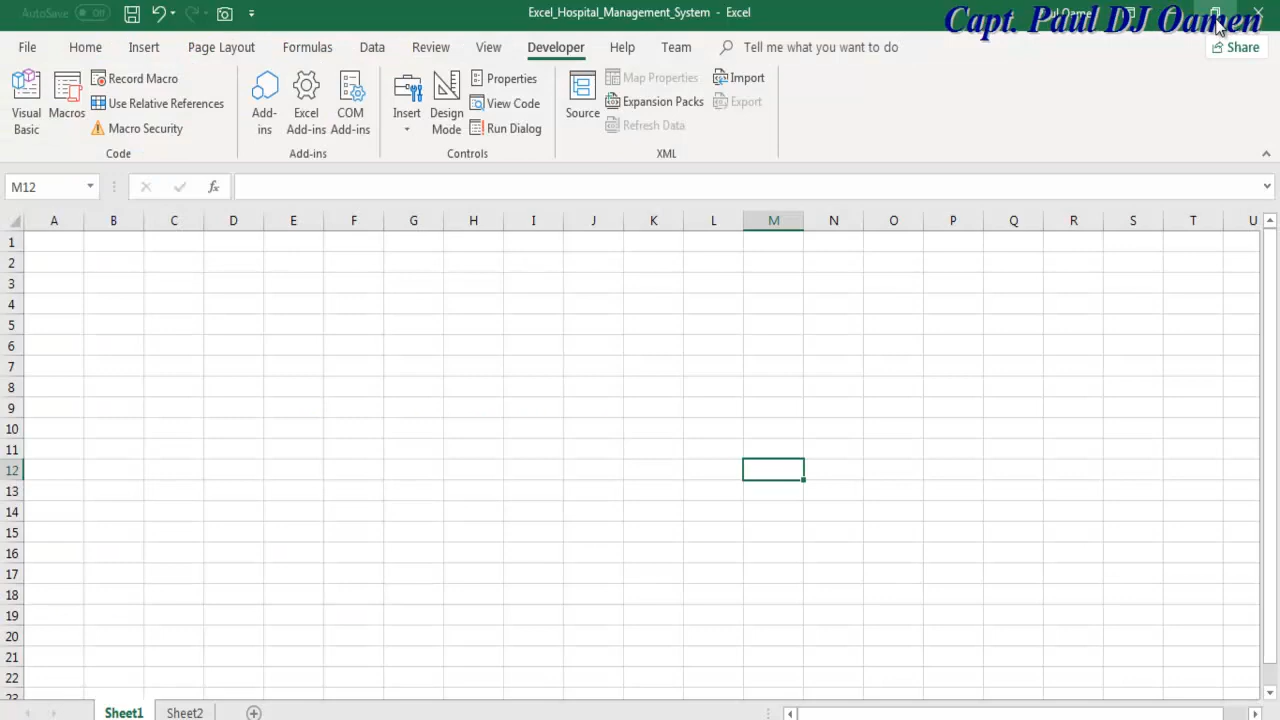 AutoSave Off Excel_Hospital_Management_System - Excel
Capt. Paul DJ Oamen
File Home Insert Page Layout Formulas Data Review View Developer Help Team Tell me what you want to do Share
Visual Basic
Macros
Record Macro
Use Relative References
Macro Security
Code
Add-ins
Excel Add-ins
COM Add-ins
Add-ins
Insert
Design Mode
Properties
View Code
Run Dialog
Controls
Source
Map Properties
Expansion Packs
Refresh Data
Import
Export
XML
M12 fx
A B C D E F G H I J K L M N O P Q R S T U
1
2
3
4
5
6
7
8
9
10
11
12
13
14
15
16
17
18
19
20
21
22
23
Sheet1 Sheet2